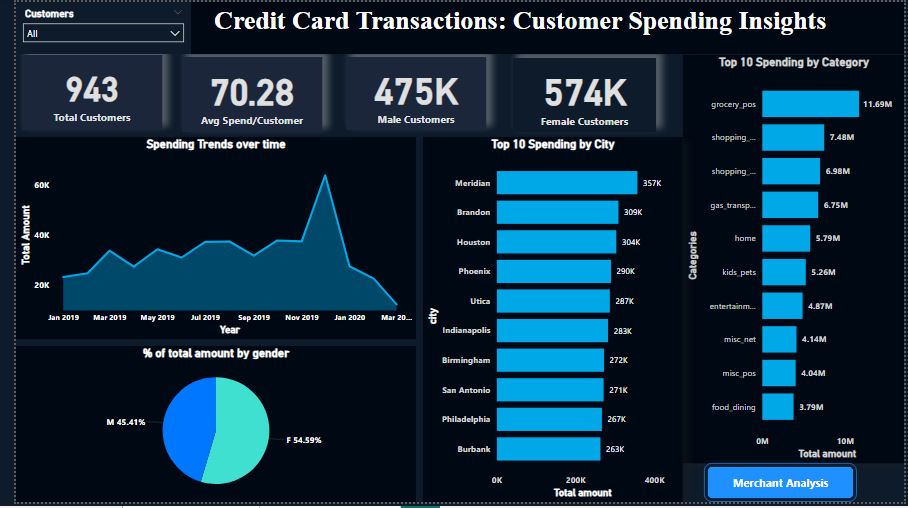 Customers
All
Credit Card Transactions: Customer Spending Insights
943
Total Customers
70.28
Avg Spend/Customer
475K
Male Customers
574K
Female Customers
Spending Trends over time
Total Amount
60K
40K
20K
Jan 2019 Mar 2019 May 2019 Jul 2019 Sep 2019 Nov 2019 Jan 2020 Mar 20...
Year
% of total amount by gender
M 45.41%
F 54.59%
Top 10 Spending by City
city
Meridian 357K
Brandon 309K
Houston 304K
Phoenix 290K
Utica 287K
Indianapolis 283K
Birmingham 272K
San Antonio 271K
Philadelphia 267K
Burbank 263K
0K 200K 400K
Total amount
Top 10 Spending by Category
Categories
grocery_pos 11.69M
shopping_... 7.48M
shopping_... 6.98M
gas_transp... 6.75M
home 5.79M
kids_pets 5.26M
entertainm... 4.87M
misc_net 4.14M
misc_pos 4.04M
food_dining 3.79M
0M 10M
Total amount
Merchant Analysis